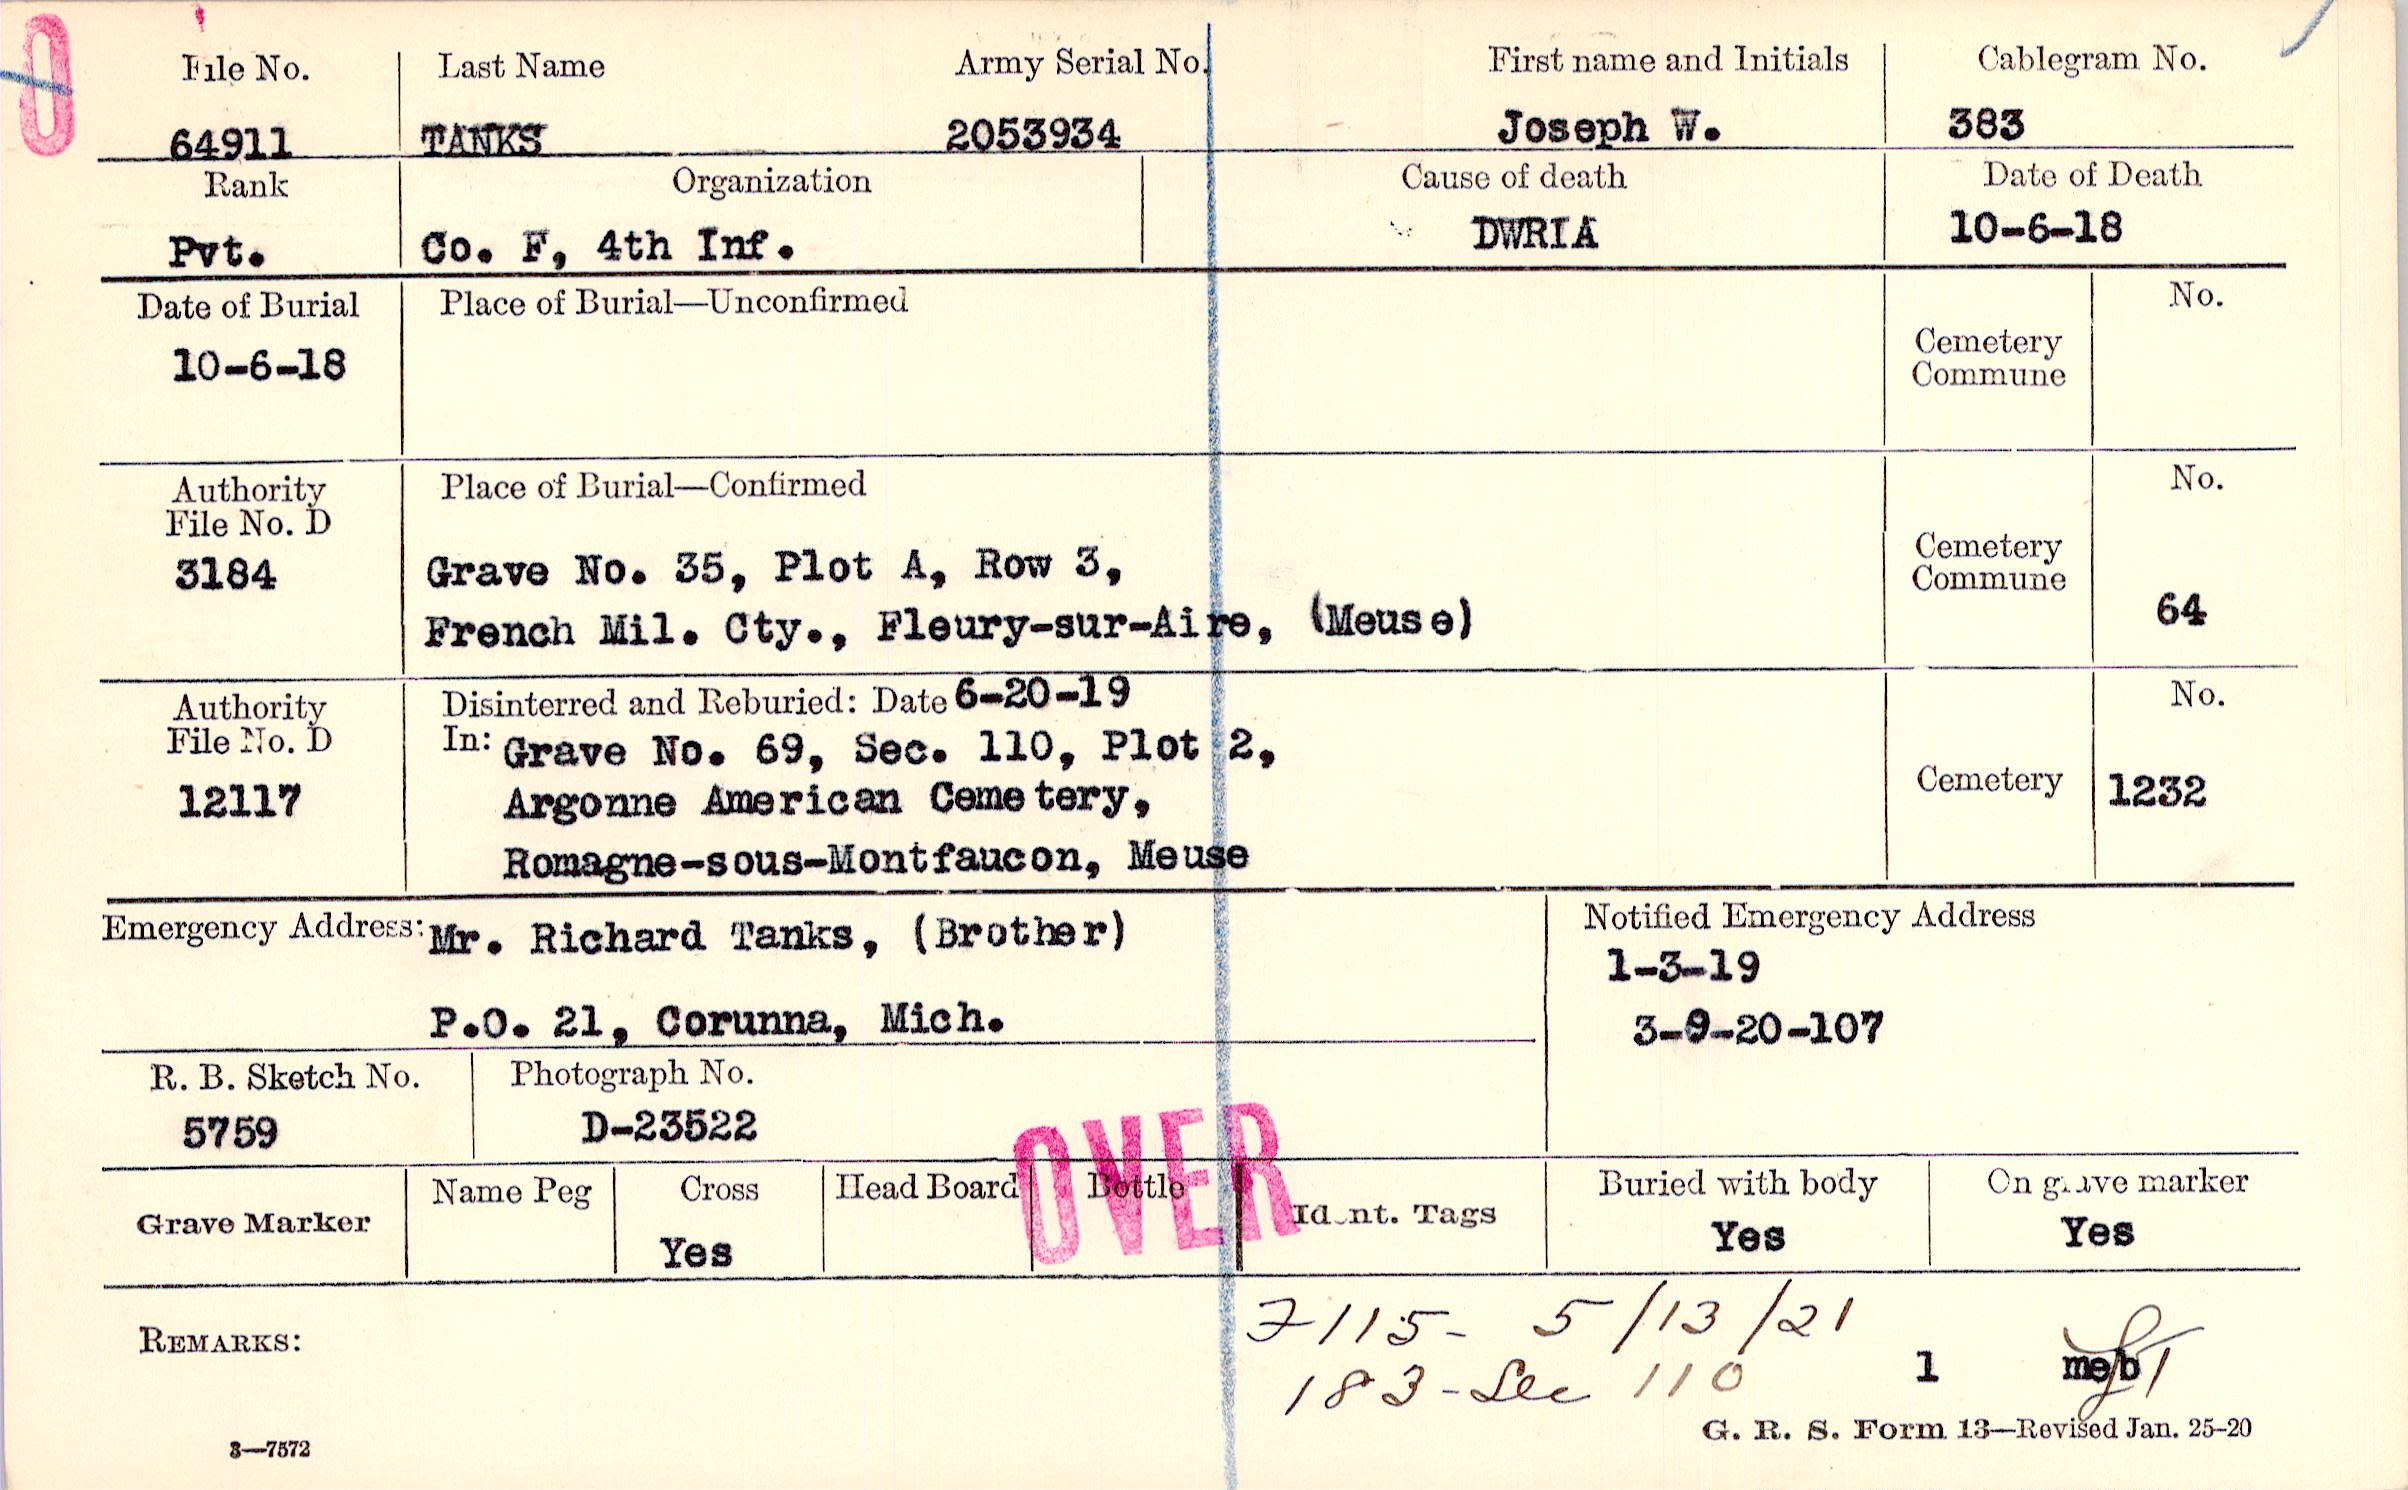 0
File No. Last Name Army Serial No. First name and Initials Cablegram No.
64911 TANKS 2053934 Joseph W. 383
Rank Organization Cause of death Date of Death
Pvt. Co. F, 4th Inf. DWRIA 10-6-18
Date of Burial Place of Burial—Unconfirmed No.
10-6-18
Cemetery
Commune
Authority Place of Burial—Confirmed No.
File No. D
3184 Grave No. 35, Plot A, Row 3,
Cemetery
Commune
French Mil. Cty., Fleury-sur-Aire, (Meuse) 64
Authority Disinterred and Reburied: Date 6-20-19 No.
File No. D In: Grave No. 69, Sec. 110, Plot 2,
12117 Argonne American Cemetery, Cemetery 1232
Romagne-sous-Montfaucon, Meuse
Emergency Address: Mr. Richard Tanks, (Brother) Notified Emergency Address
1-3-19
P.O. 21, Corunna, Mich. 3-9-20-107
R. B. Sketch No. Photograph No.
5759 D-23522
OVER
Grave Marker Name Peg Cross Head Board Bottle Ident. Tags Buried with body On grave marker
Yes Yes Yes
7115- 5/13/21
REMARKS: 1 meb
183-Sec 110
G. R. S. Form 13—Revised Jan. 25-20
3—7572